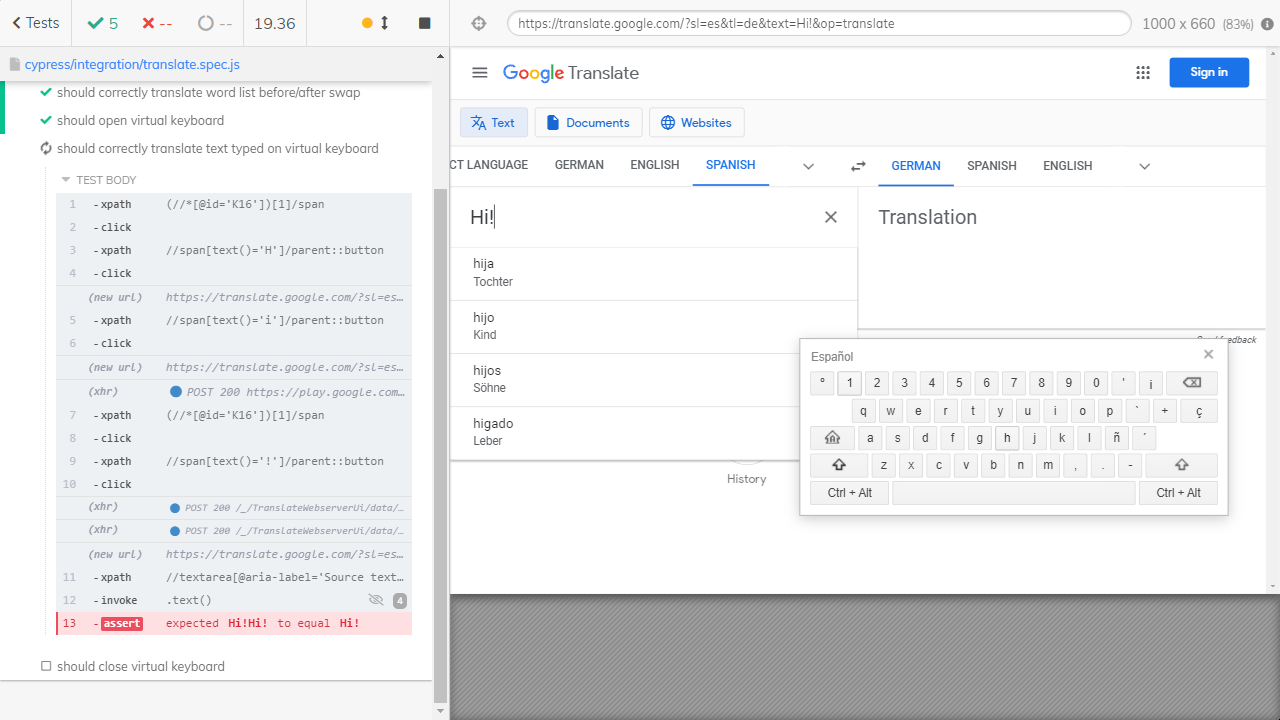 Tests
5
--
--
19.36
https://translate.google.com/?sl=es&tl=de&text=Hi!&op=translate
1000 x 660 (83%)
cypress/integration/translate.spec.js
should correctly translate word list before/after swap
should open virtual keyboard
should correctly translate text typed on virtual keyboard
TEST BODY
1 -xpath (//*[@id='K16'])[1]/span
2 -click
3 -xpath //span[text()='H']/parent::button
4 -click
(new url) https://translate.google.com/?sl=es…
5 -xpath //span[text()='i']/parent::button
6 -click
(new url) https://translate.google.com/?sl=es…
(xhr) POST 200 https://play.google.com…
7 -xpath (//*[@id='K16'])[1]/span
8 -click
9 -xpath //span[text()='!']/parent::button
10 -click
(xhr) POST 200 /_/TranslateWebserverUi/data/…
(xhr) POST 200 /_/TranslateWebserverUi/data/…
(new url) https://translate.google.com/?sl=es…
11 -xpath //textarea[@aria-label='Source text…
12 -invoke .text() 4
13 -assert expected Hi!Hi! to equal Hi!
should close virtual keyboard
Google Translate
Sign in
Text Documents Websites
CT LANGUAGE GERMAN ENGLISH SPANISH
GERMAN SPANISH ENGLISH
Hi!
Translation
hija
Tochter
hijo
Kind
hijos
Söhne
higado
Leber
History
feedback
Español
º 1 2 3 4 5 6 7 8 9 0 ' ¡
q w e r t y u i o p ` + ç
a s d f g h j k l ñ ´
z x c v b n m , . -
Ctrl + Alt Ctrl + Alt